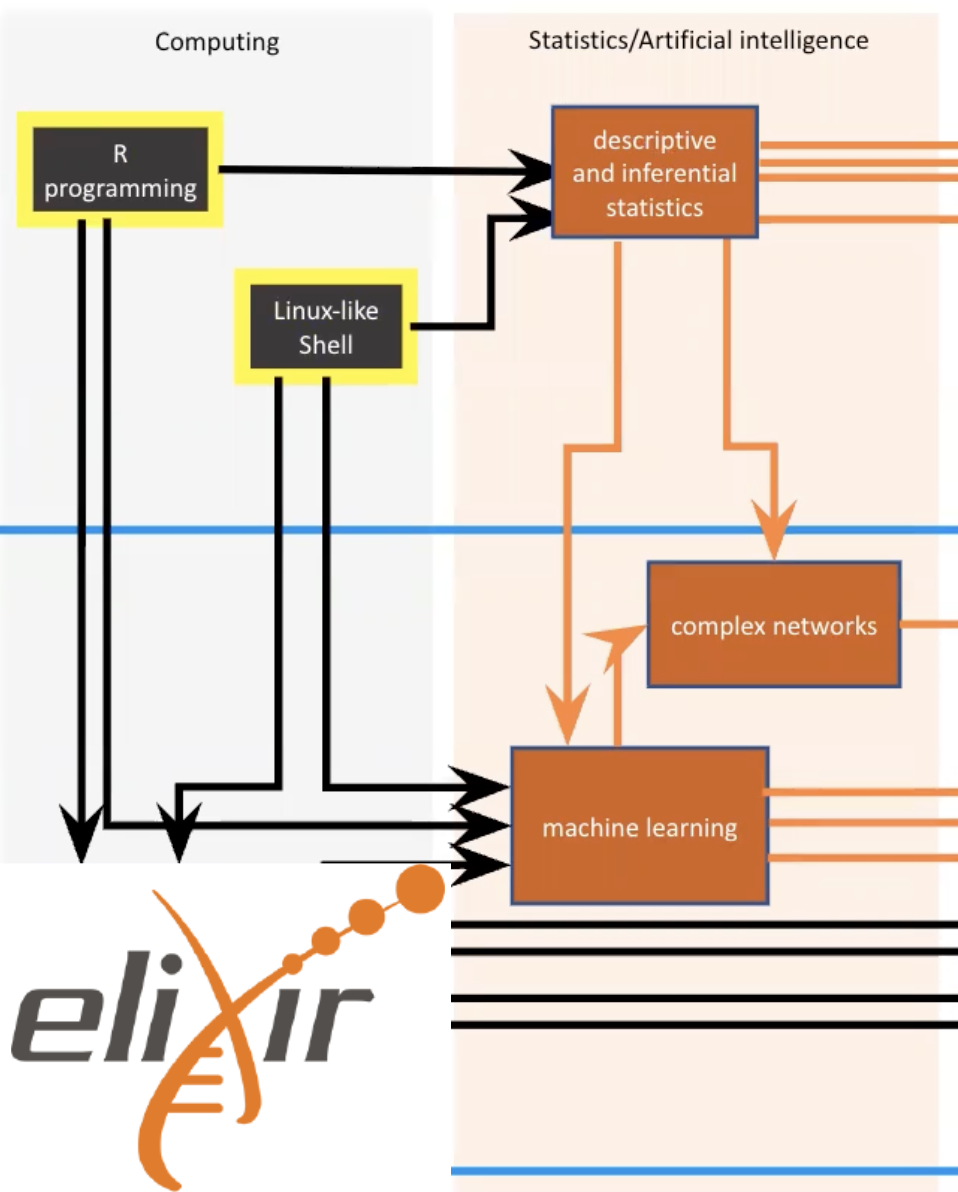 Computing
Statistics/Artificial intelligence
R
programming
descriptive
and inferential
statistics
Linux-like
Shell
complex networks
machine learning
elixir